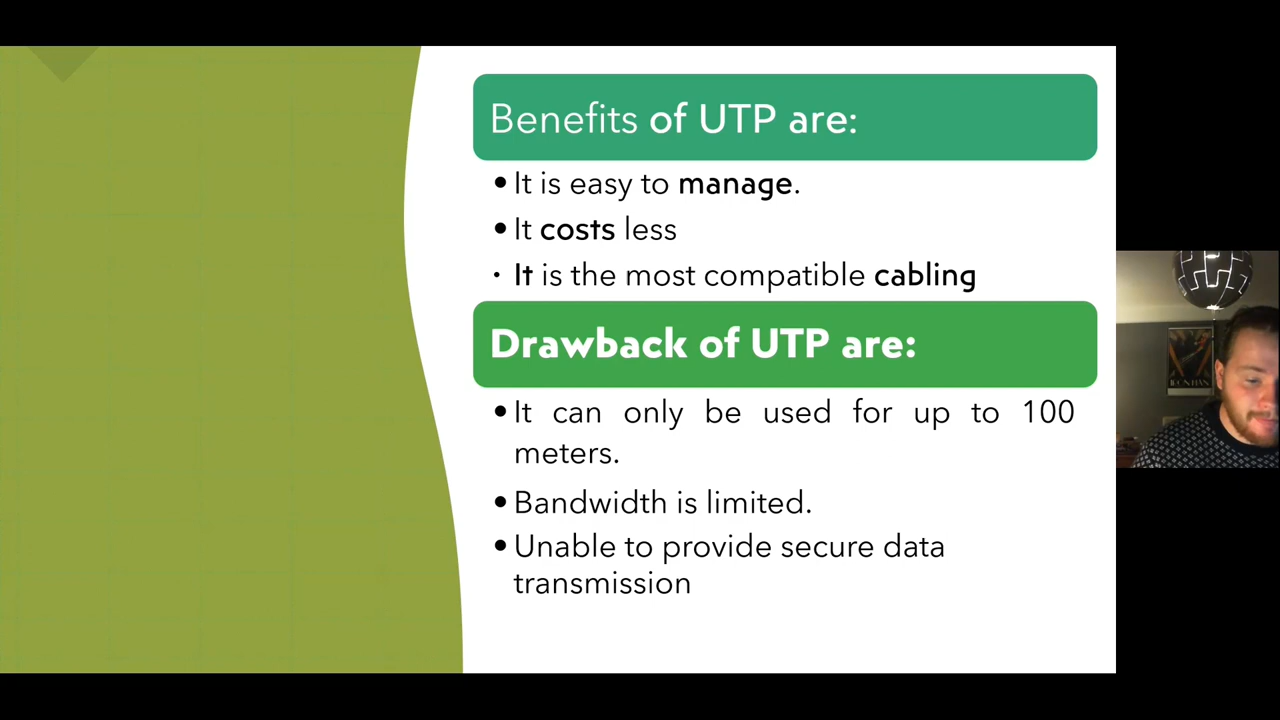 Benefits of UTP are:
•It is easy to manage.
•It costs less
• It is the most compatible cabling
Drawback of UTP are:
•It can only be used for up to 100
meters.
•Bandwidth is limited.
•Unable to provide secure data
transmission